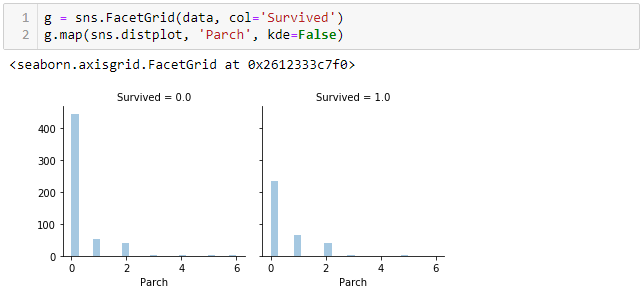 1 g = sns.FacetGrid(data, col='Survived')
2 g.map(sns.distplot, 'Parch', kde=False)
<seaborn.axisgrid.FacetGrid at 0x2612333c7f0>
Survived = 0.0
Survived = 1.0
400
300
200
100
0
0 2 4 6
0 2 4 6
Parch
Parch